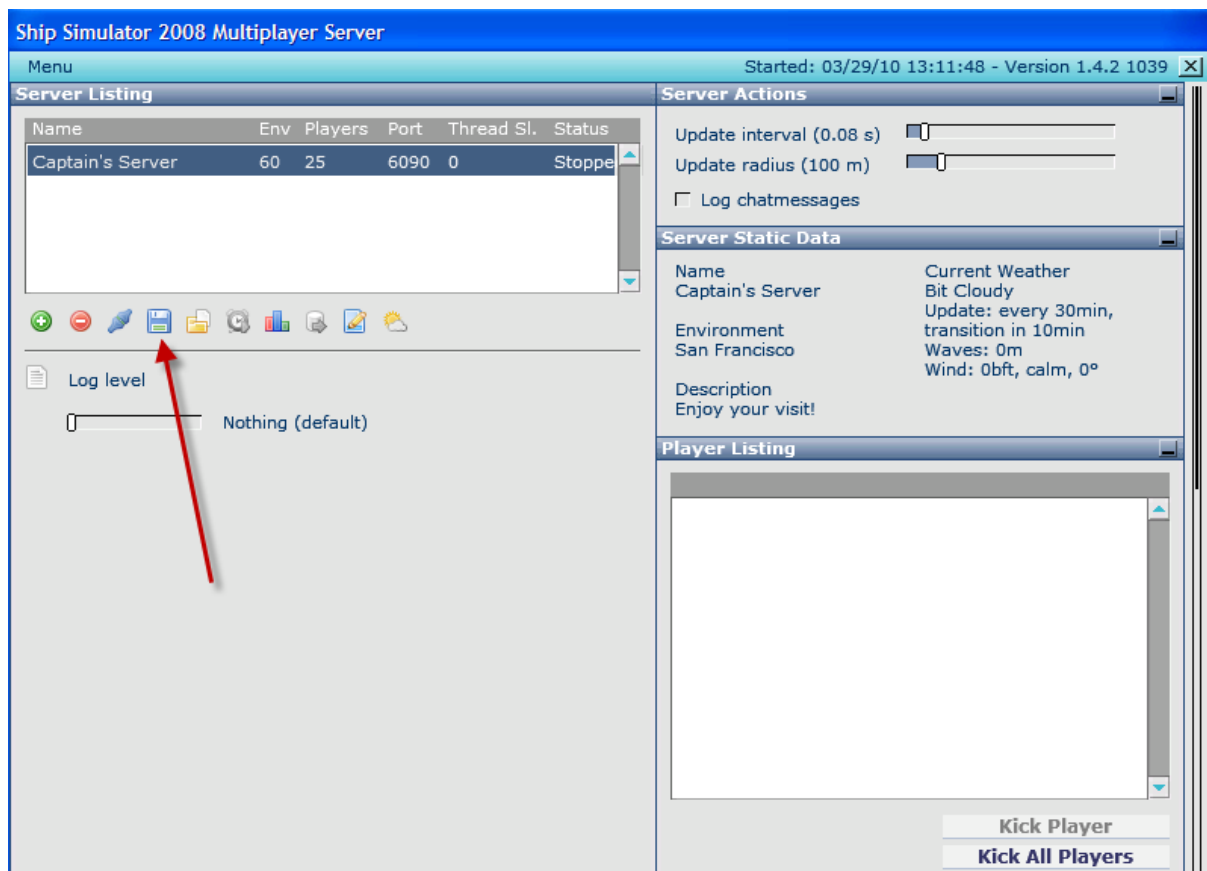 Ship Simulator 2008 Multiplayer Server
Menu
Started: 03/29/10 13:11:48 - Version 1.4.2 1039
Server Listing
Name Env Players Port Thread Sl. Status
Captain's Server 60 25 6090 0 Stoppe
Log level
Nothing (default)
Server Actions
Update interval (0.08 s)
Update radius (100 m)
Log chatmessages
Server Static Data
Name
Captain's Server
Environment
San Francisco
Description
Enjoy your visit!
Current Weather
Bit Cloudy
Update: every 30min,
transition in 10min
Waves: 0m
Wind: 0bft, calm, 0°
Player Listing
Kick Player
Kick All Players